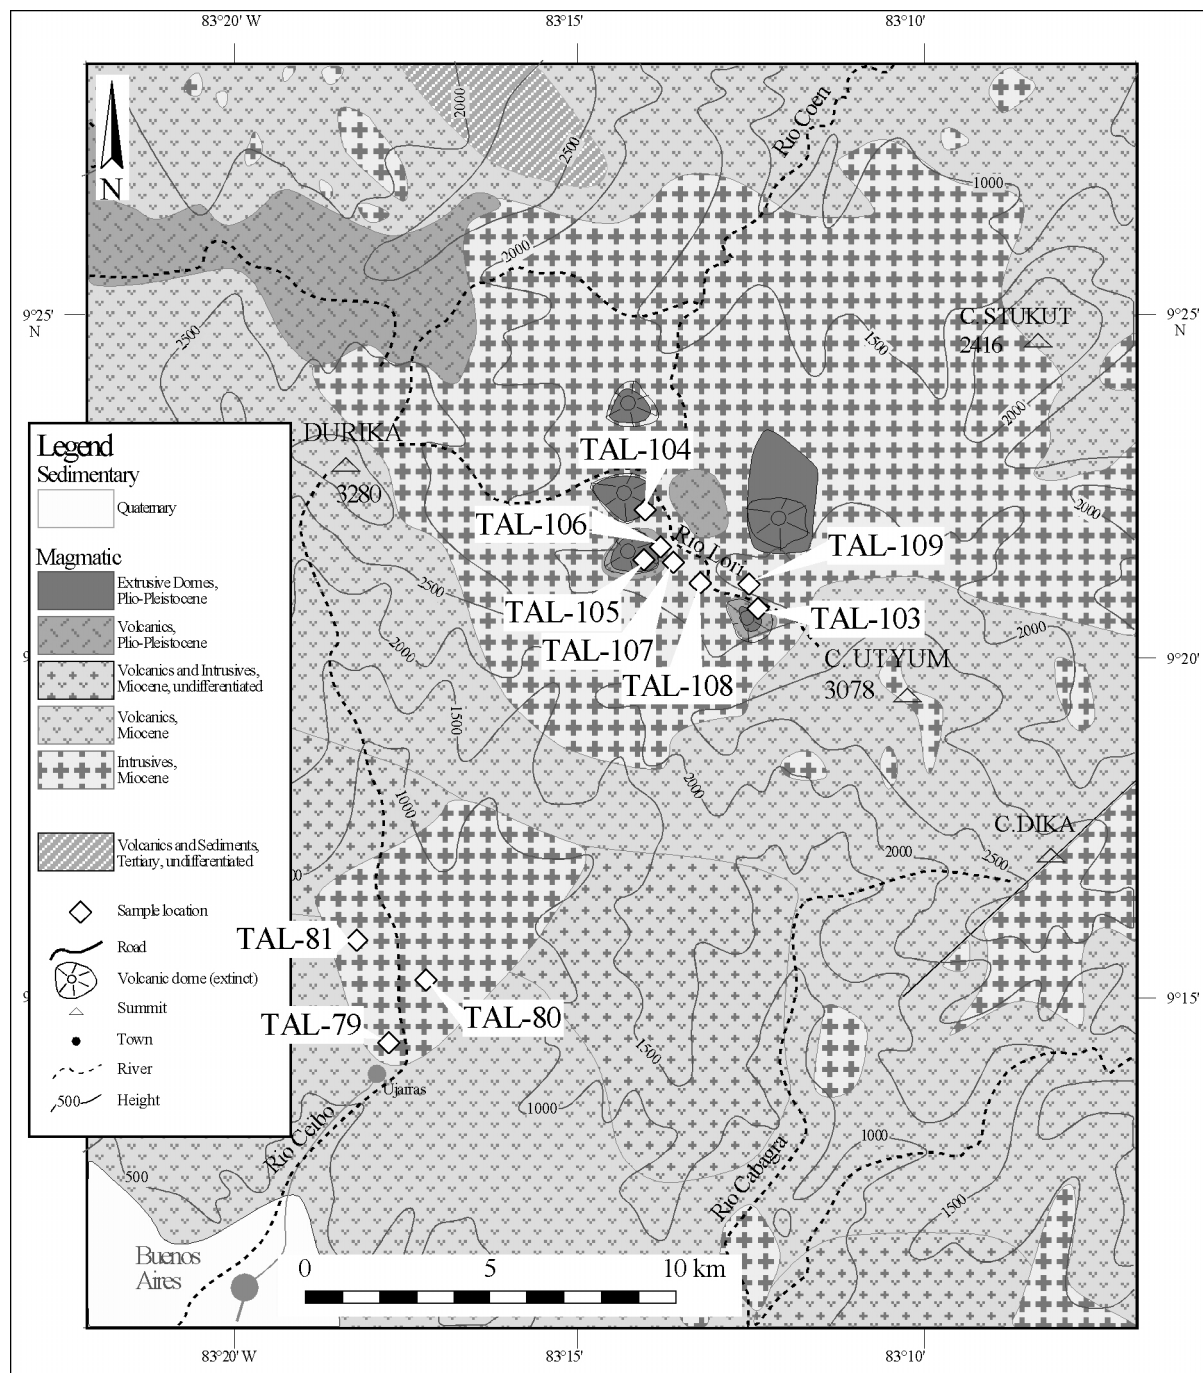 83°20' W
83°15'
83°10'
N
2000
2500
Rio Coen
1000
2000
9°25'
N
2500
1500
C. STUKUT
2416
9°25'
N
2000
DURIKA
3280
TAL-104
TAL-106
Rio Lori
TAL-109
2000
TAL-105
TAL-103
2500
TAL-107
TAL-108
2000
2000
C. UTYUM
3078
9°20'
N
1500
2000
1000
C.DIKA
2000
2500
Legend
Sedimentary
Quaternary
Magmatic
Extrusive Domes,
Plio-Pleistocene
Volcanics,
Plio-Pleistocene
Volcanics and Intrusives,
Miocene, undifferentiated
Volcanics,
Miocene
Intrusives,
Miocene
Volcanics and Sediments,
Tertiary, undifferentiated
Sample location
Road
Volcanic dome (extinct)
Summit
Town
River
500
Height
TAL-81
TAL-80
TAL-79
9°15'
N
1500
Ujarras
1000
Rio Ceibo
1000
Rio Cabagra
500
1500
Buenos
Aires
0
5
10 km
83°20' W
83°15'
83°10'